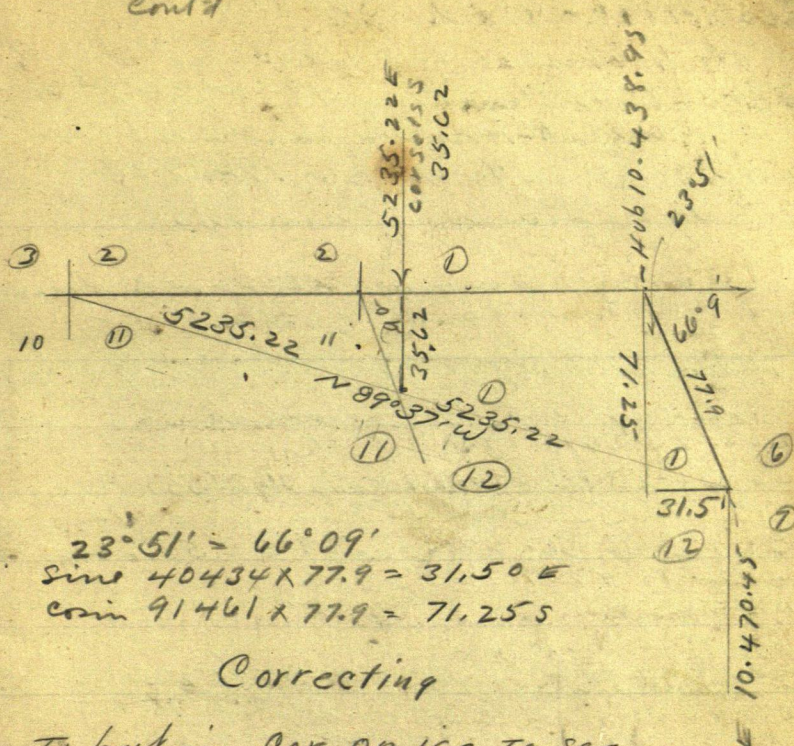 Cont'd
5235.22 E
cor sets S
35.62
Hub 10.438.95
23°51'
3 2 2 1
66°9'
10 11 5235.22 11
35.62
71.25
77.9
N 89°37' W
1
5235.22
11 12
1 6
31.5'
12
10.470.45
23°51' = 66°09'
sine 40434 X 77.9 = 31.50 E
cosin 91461 X 77.9 = 71.25 S
Correcting